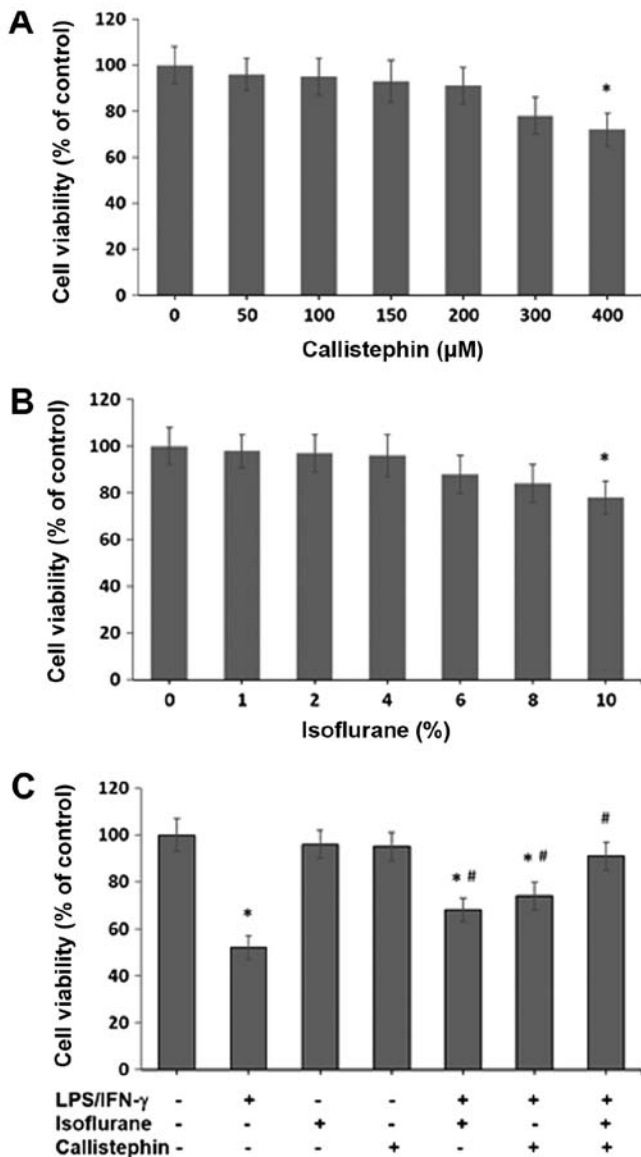 A
Cell viability (% of control)
120
100
80
60
40
20
0
*
0 50 100 150 200 300 400
Callistephin (µM)
B
Cell viability (% of control)
120
100
80
60
40
20
0
*
0 1 2 4 6 8 10
Isoflurane (%)
C
Cell viability (% of control)
120
100
80
60
40
20
0
* * # * # #
LPS/IFN-γ - + - - + + +
Isoflurane - - + - + - +
Callistephin - - - + - + +